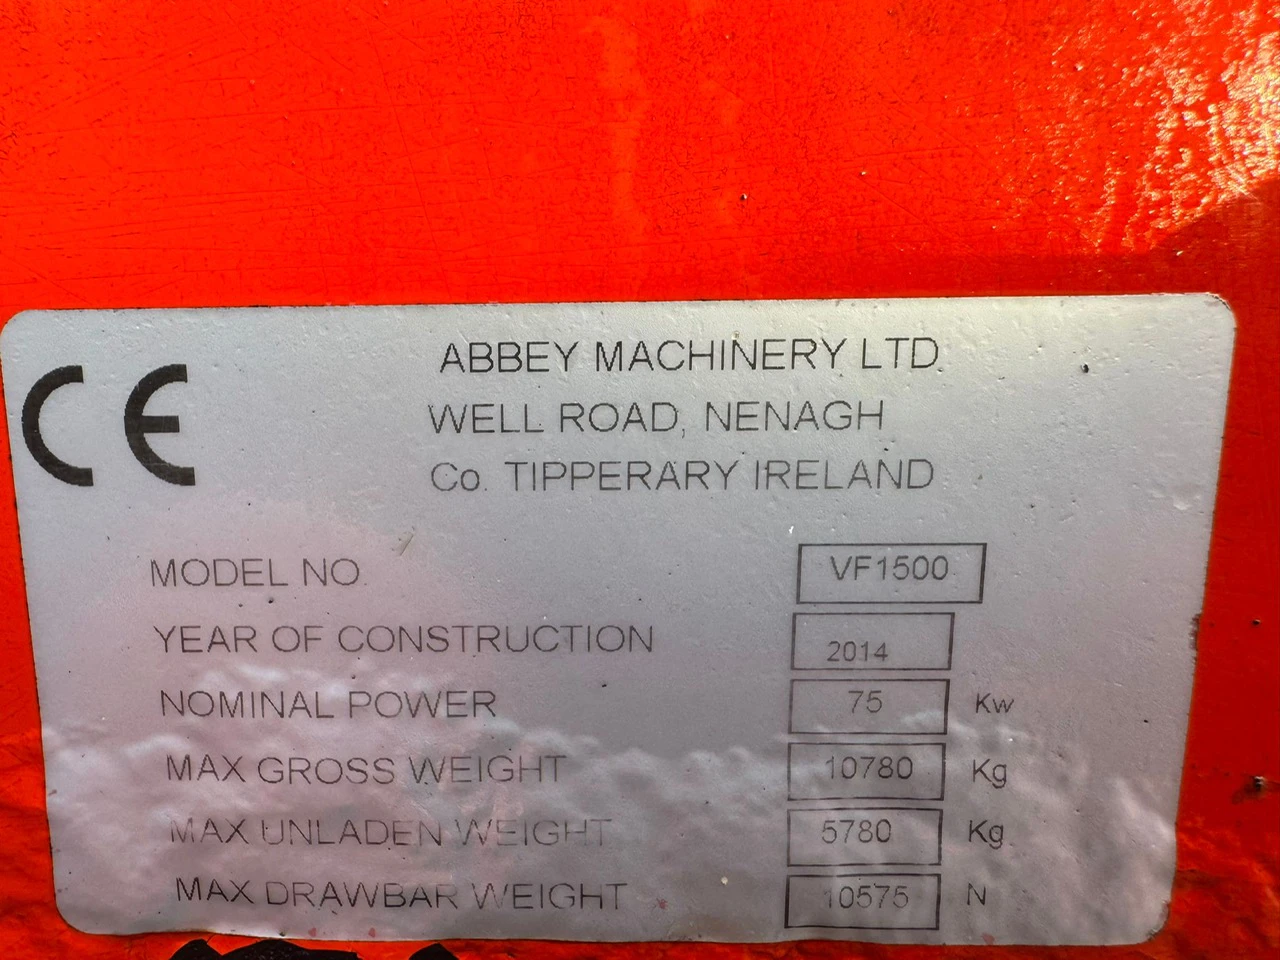 CE
ABBEY MACHINERY LTD.
WELL ROAD, NENAGH
Co. TIPPERARY IRELAND
MODEL NO. VF1500
YEAR OF CONSTRUCTION 2014
NOMINAL POWER 75 Kw
MAX GROSS WEIGHT 10780 Kg
MAX UNLADEN WEIGHT 5780 Kg
MAX DRAWBAR WEIGHT 10575 N